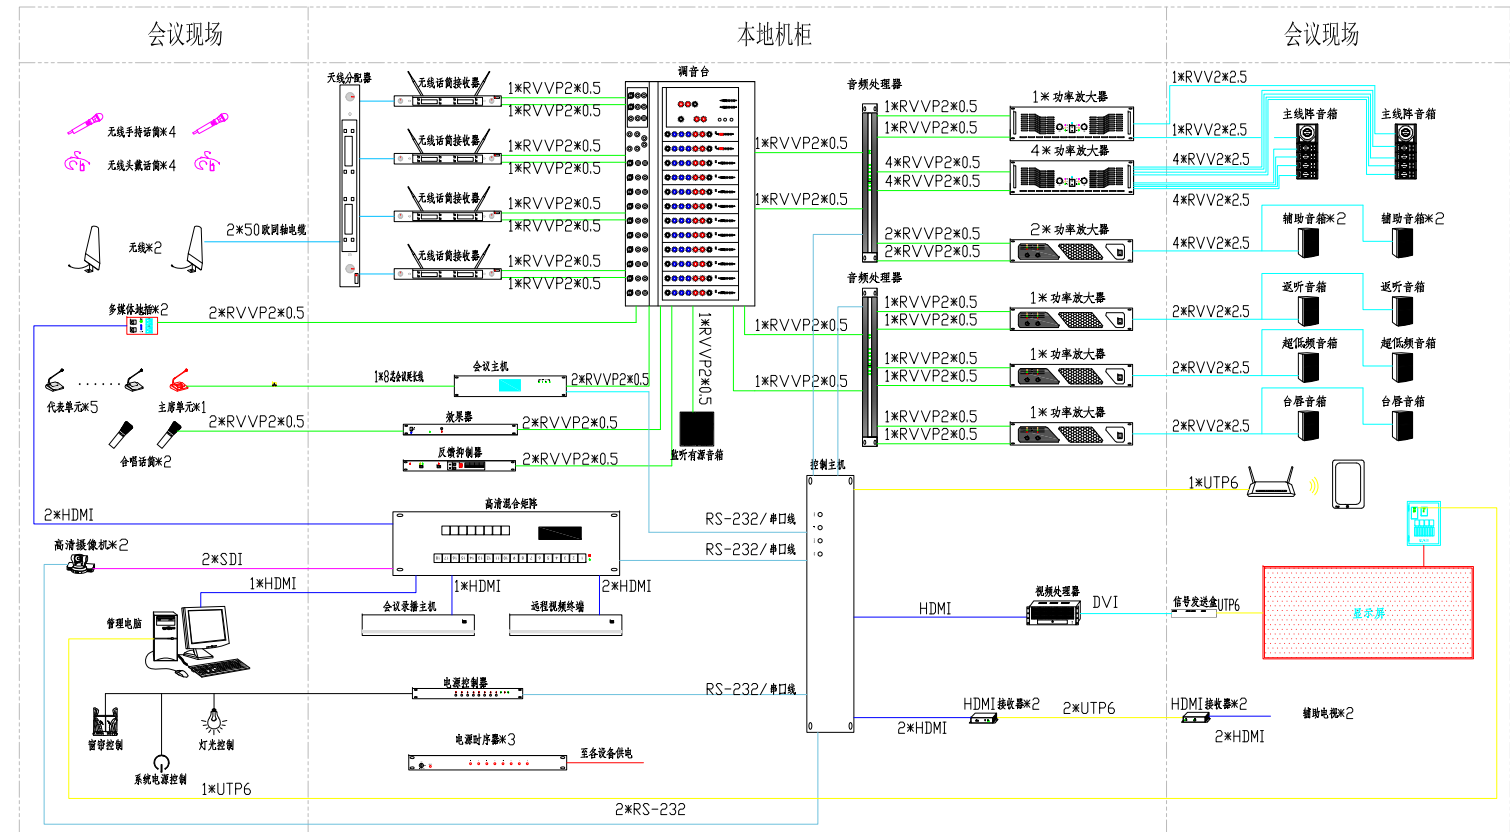 会议现场
本地机柜
会议现场
天线分配器
无线话筒接收器
1*RVVP2*0.5
1*RVVP2*0.5
调音台
音频处理器
1*RVVP2*0.5
1*RVVP2*0.5
1*功率放大器
1*RVV2*2.5
主线阵音箱
主线阵音箱
无线手持话筒*4
无线话筒接收器
1*RVVP2*0.5
1*RVVP2*0.5
1*RVVP2*0.5
4*RVVP2*0.5
4*RVVP2*0.5
4*功率放大器
1*RVV2*2.5
4*RVV2*2.5
4*RVV2*2.5
无线头戴话筒*4
无线话筒接收器
1*RVVP2*0.5
1*RVVP2*0.5
1*RVVP2*0.5
2*50欧同轴电缆
无线*2
2*RVVP2*0.5
2*RVVP2*0.5
2*功率放大器
4*RVV2*2.5
辅助音箱*2
辅助音箱*2
无线话筒接收器
1*RVVP2*0.5
1*RVVP2*0.5
音频处理器
多媒体地插*2
2*RVVP2*0.5
1*RVVP2*0.5
1*RVVP2*0.5
1*RVVP2*0.5
1*RVVP2*0.5
1*功率放大器
2*RVV2*2.5
返听音箱
返听音箱
代表单元*5
主席单元*1
会议主机
2*RVVP2*0.5
1*RVVP2*0.5
1*RVVP2*0.5
1*RVVP2*0.5
1*功率放大器
2*RVV2*2.5
超低频音箱
超低频音箱
合唱话筒*2
2*RVVP2*0.5
效果器
2*RVVP2*0.5
反馈抑制器
2*RVVP2*0.5
监听有源音箱
1*RVVP2*0.5
1*RVVP2*0.5
1*功率放大器
2*RVV2*2.5
台唇音箱
台唇音箱
控制主机
1*UTP6
2*HDMI
高清混合矩阵
RS-232/串口线
RS-232/串口线
高清摄像机*2
2*SDI
1*HDMI
1*HDMI
2*HDMI
会议录播主机
远程视频终端
管理电脑
HDMI
视频处理器
DVI
信号发送盒
UTP6
显示屏
电源控制器
RS-232/串口线
窗帘控制
灯光控制
系统电源控制
2*HDMI
HDMI接收器*2
2*UTP6
HDMI接收器*2
2*HDMI
辅助电视*2
电源时序器*3
至各设备供电
1*UTP6
2*RS-232